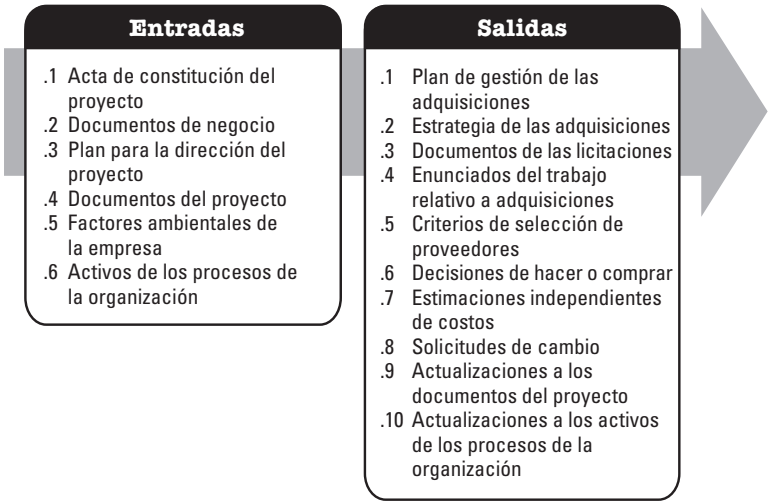 Entradas
.1 Acta de constitución del
proyecto
.2 Documentos de negocio
.3 Plan para la dirección del
proyecto
.4 Documentos del proyecto
.5 Factores ambientales de
la empresa
.6 Activos de los procesos de
la organización
Salidas
.1 Plan de gestión de las
adquisiciones
.2 Estrategia de las adquisiciones
.3 Documentos de las licitaciones
.4 Enunciados del trabajo
relativo a adquisiciones
.5 Criterios de selección de
proveedores
.6 Decisiones de hacer o comprar
.7 Estimaciones independientes
de costos
.8 Solicitudes de cambio
.9 Actualizaciones a los
documentos del proyecto
.10 Actualizaciones a los activos
de los procesos de la
organización